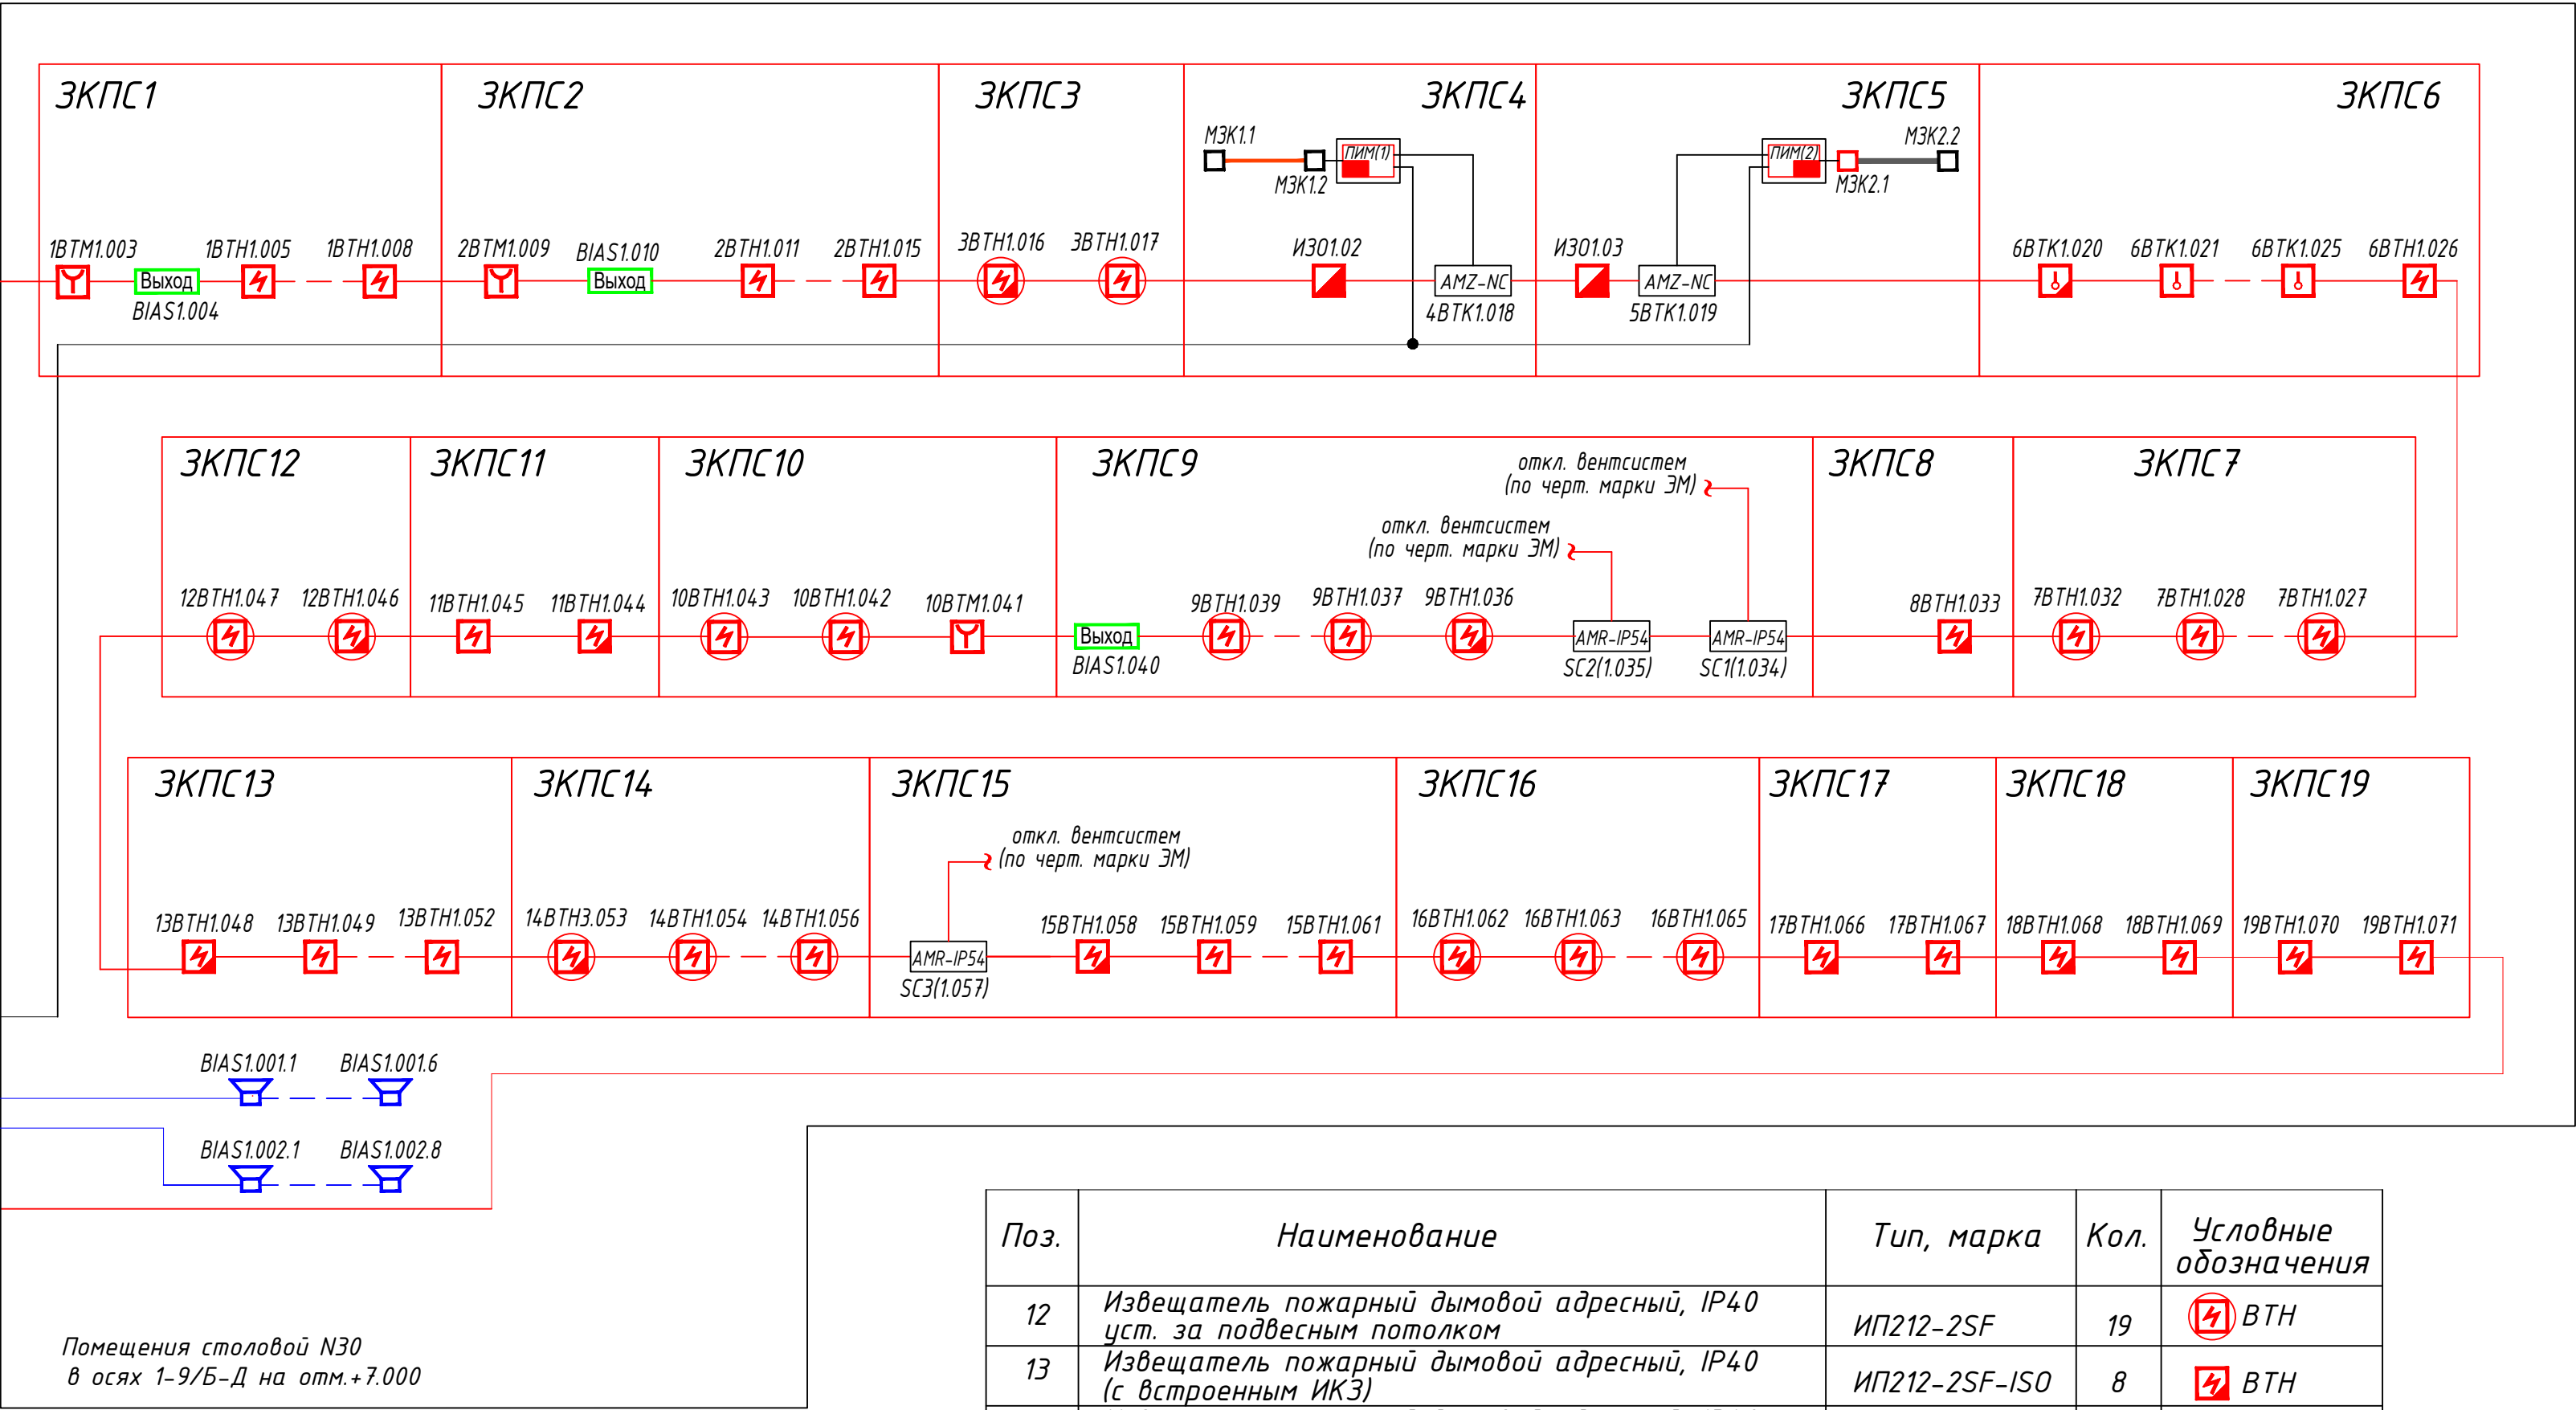 ЗКПС1
ЗКПС2
ЗКПС3
ЗКПС4
ЗКПС5
ЗКПС6
МЗК1.1
ПИМ(1)
МЗК1.2
ПИМ(2)
МЗК2.2
МЗК2.1
1ВТМ1.003
1ВТН1.005
1ВТН1.008
2ВТМ1.009
BIAS1.010
2ВТН1.011
2ВТН1.015
3ВТН1.016
3ВТН1.017
ИЗО1.02
ИЗО1.03
6ВТК1.020
6ВТК1.021
6ВТК1.025
6ВТН1.026
Выход
Выход
AMZ-NC
AMZ-NC
BIAS1.004
4ВТК1.018
5ВТК1.019
ЗКПС12
ЗКПС11
ЗКПС10
ЗКПС9
ЗКПС8
ЗКПС7
откл. вентсистем
(по черт. марки ЭМ)
откл. вентсистем
(по черт. марки ЭМ)
12ВТН1.047
12ВТН1.046
11ВТН1.045
11ВТН1.044
10ВТН1.043
10ВТН1.042
10ВТМ1.041
9ВТН1.039
9ВТН1.037
9ВТН1.036
8ВТН1.033
7ВТН1.032
7ВТН1.028
7ВТН1.027
Выход
AMR-IP54
AMR-IP54
BIAS1.040
SC2(1.035)
SC1(1.034)
ЗКПС13
ЗКПС14
ЗКПС15
ЗКПС16
ЗКПС17
ЗКПС18
ЗКПС19
откл. вентсистем
(по черт. марки ЭМ)
13ВТН1.048
13ВТН1.049
13ВТН1.052
14ВТН3.053
14ВТН1.054
14ВТН1.056
15ВТН1.058
15ВТН1.059
15ВТН1.061
16ВТН1.062
16ВТН1.063
16ВТН1.065
17ВТН1.066
17ВТН1.067
18ВТН1.068
18ВТН1.069
19ВТН1.070
19ВТН1.071
AMR-IP54
SC3(1.057)
BIAS1.001.1
BIAS1.001.6
BIAS1.002.1
BIAS1.002.8
Помещения столовой N30
в осях 1-9/Б-Д на отм.+7.000
Поз.
Наименование
Тип, марка
Кол.
Условные
обозначения
12
Извещатель пожарный дымовой адресный, IP40
уст. за подвесным потолком
ИП212-2SF
19
ВТН
13
Извещатель пожарный дымовой адресный, IP40
(с встроенным ИКЗ)
ИП212-2SF-ISO
8
ВТН